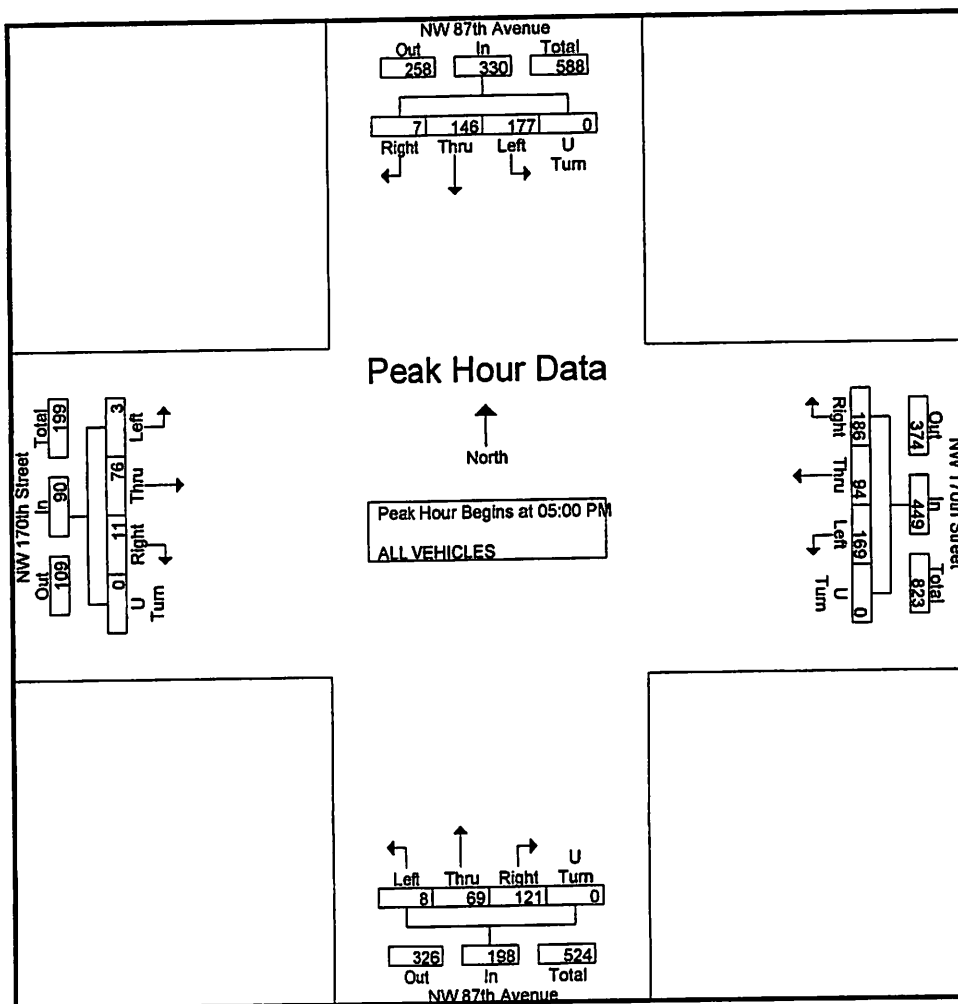 NW 87th Avenue
Out In Total
258 330 588
7 146 177 0
Right Thru Left U Turn
Peak Hour Data
North
Peak Hour Begins at 05:00 PM
ALL VEHICLES
NW 170th Street
Total In Out
199 90 109
3 76 11 0
Left Thru Right U Turn
Right Thru Left U Turn
186 94 169 0
Out In Total
374 449 823
NW 170th Street
Left Thru Right U Turn
8 69 121 0
326 198 524
Out In Total
NW 87th Avenue